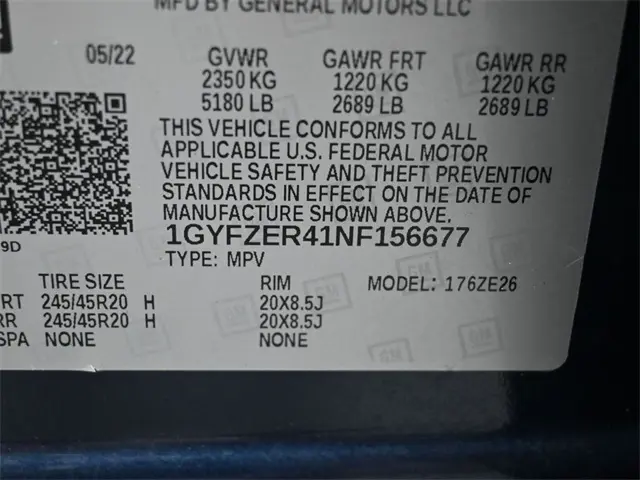 MFD BY GENERAL MOTORS LLC
05/22 GVWR GAWR FRT GAWR RR
2350 KG 1220 KG 1220 KG
5180 LB 2689 LB 2689 LB
THIS VEHICLE CONFORMS TO ALL
APPLICABLE U.S. FEDERAL MOTOR
VEHICLE SAFETY AND THEFT PREVENTION
STANDARDS IN EFFECT ON THE DATE OF
MANUFACTURE SHOWN ABOVE.
9D 1GYFZER41NF156677
TYPE: MPV
TIRE SIZE RIM MODEL: 176ZE26
RT 245/45R20 H 20X8.5J
RR 245/45R20 H 20X8.5J
SPA NONE NONE
GM